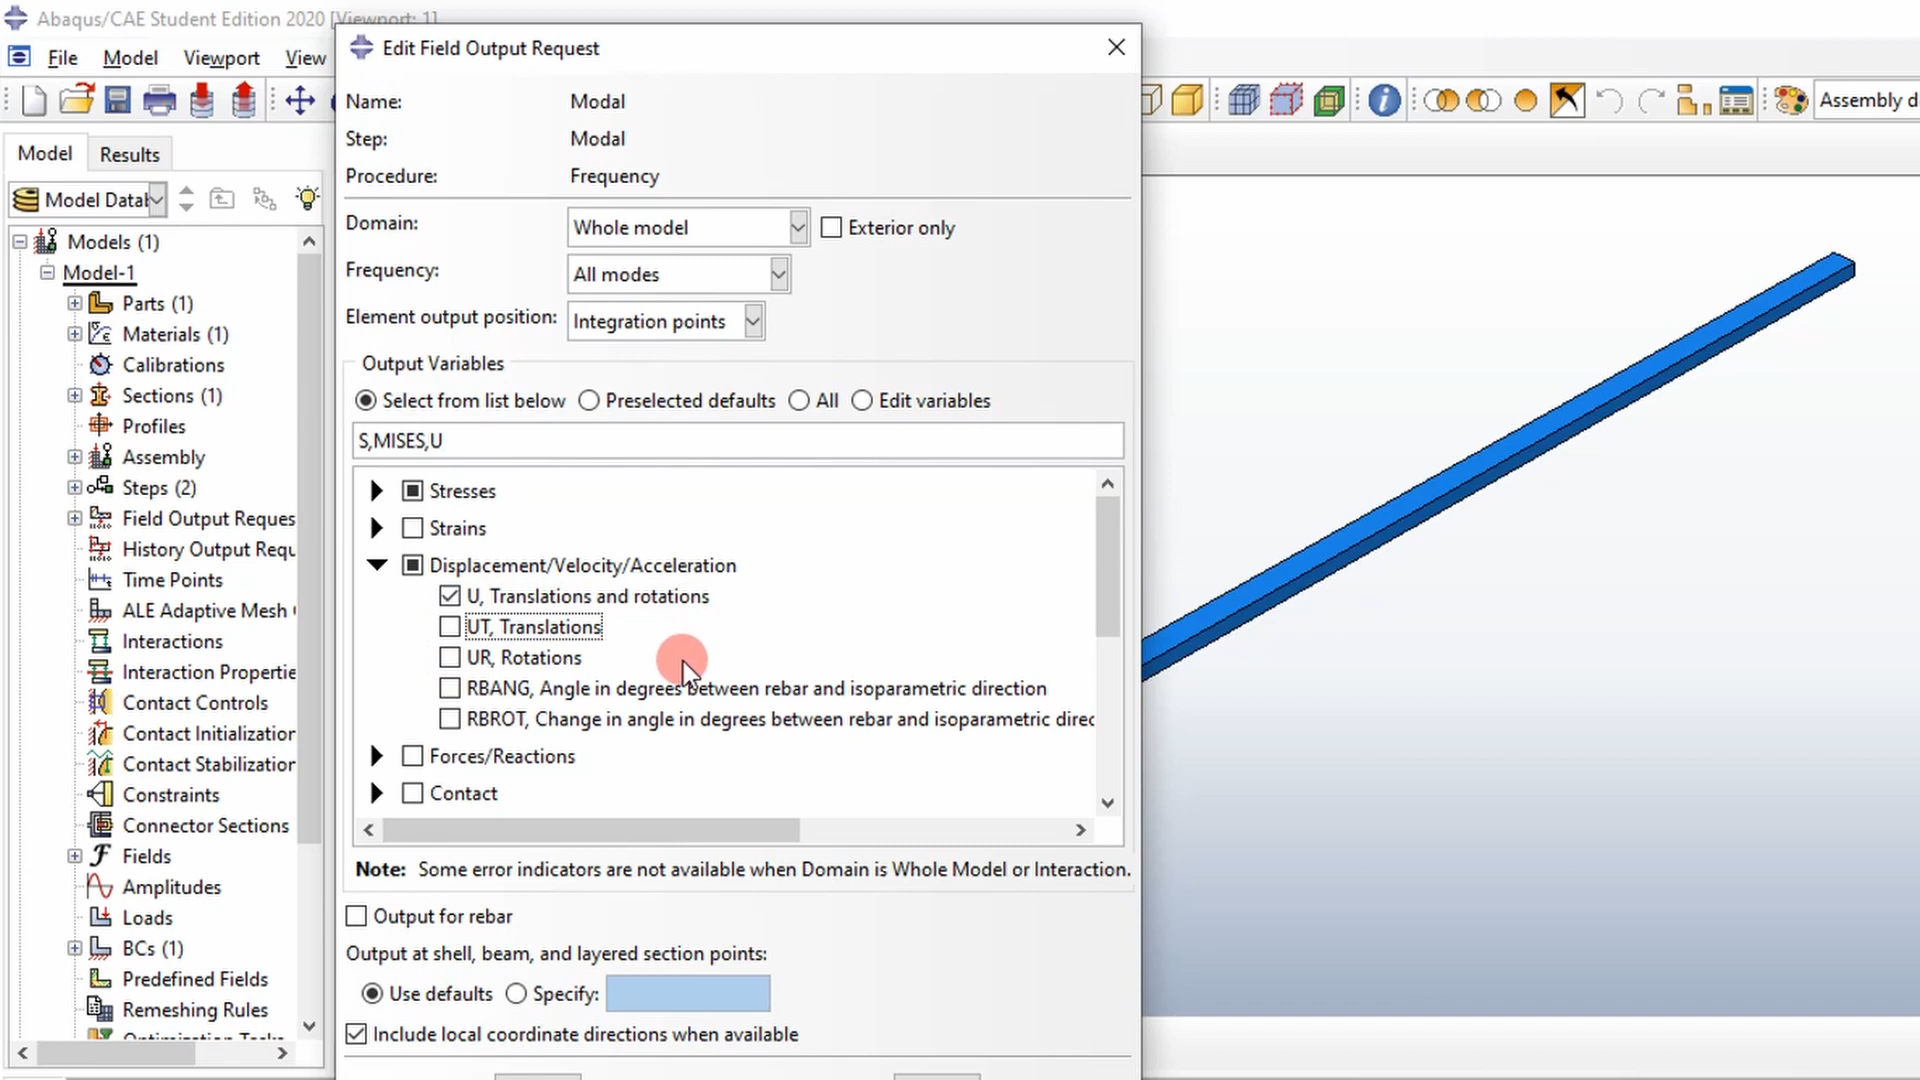 Abaqus/CAE Student Edition 2020 [Viewport: 1]
File Model Viewport View
Assembly d
Model Results
Model Datab
Models (1)
Model-1
Parts (1)
Materials (1)
Calibrations
Sections (1)
Profiles
Assembly
Steps (2)
Field Output Reques
History Output Requ
Time Points
ALE Adaptive Mesh
Interactions
Interaction Propertie
Contact Controls
Contact Initialization
Contact Stabilization
Constraints
Connector Sections
Fields
Amplitudes
Loads
BCs (1)
Predefined Fields
Remeshing Rules
Edit Field Output Request
Name: Modal
Step: Modal
Procedure: Frequency
Domain: Whole model Exterior only
Frequency: All modes
Element output position: Integration points
Output Variables
Select from list below Preselected defaults All Edit variables
S,MISES,U
Stresses
Strains
Displacement/Velocity/Acceleration
U, Translations and rotations
UT, Translations
UR, Rotations
RBANG, Angle in degrees between rebar and isoparametric direction
RBROT, Change in angle in degrees between rebar and isoparametric direc
Forces/Reactions
Contact
Note: Some error indicators are not available when Domain is Whole Model or Interaction.
Output for rebar
Output at shell, beam, and layered section points:
Use defaults Specify:
Include local coordinate directions when available